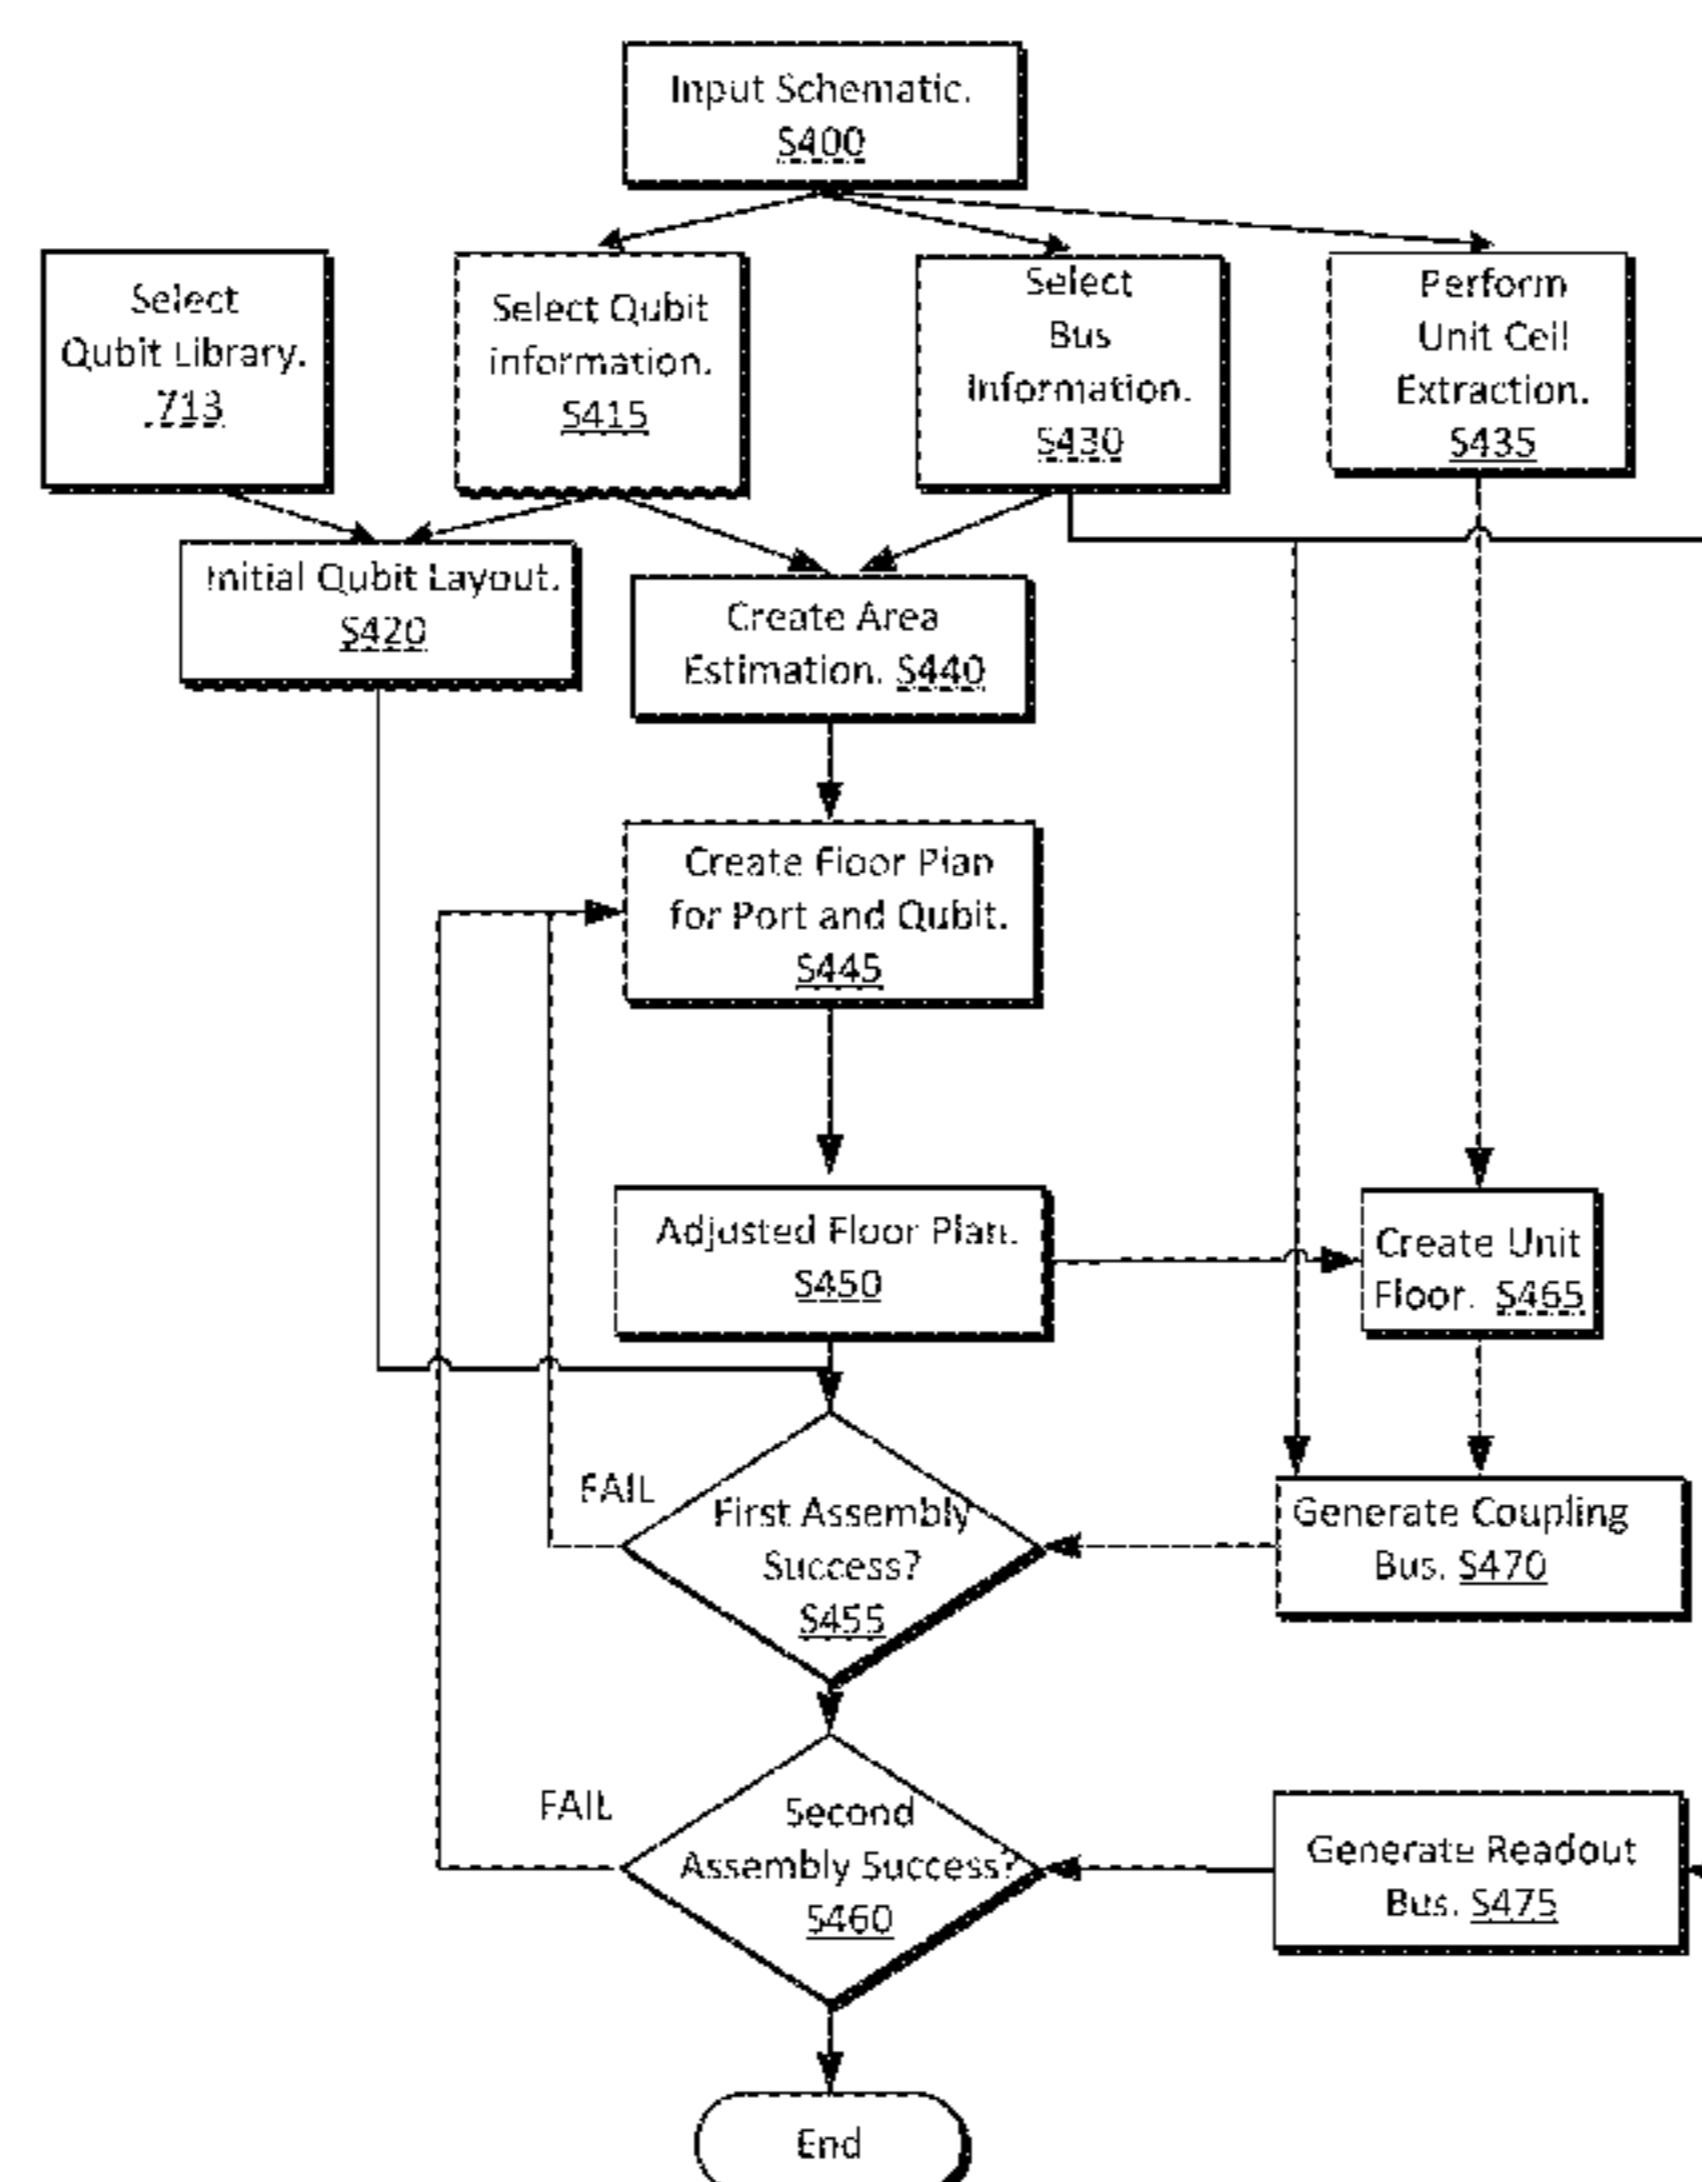 Input Schematic.
S400
Select
Qubit Library.
713
Select Qubit
information.
S415
Select
Bus
Information.
S430
Perform
Unit Cell
Extraction.
S435
Initial Qubit Layout.
S420
Create Area
Estimation. S440
Create Floor Plan
for Port and Qubit.
S445
Adjusted Floor Plan.
S450
Create Unit
Floor. S465
FAIL
First Assembly
Success?
S455
Generate Coupling
Bus. S470
FAIL
Second
Assembly Success?
S460
Generate Readout
Bus. S475
End